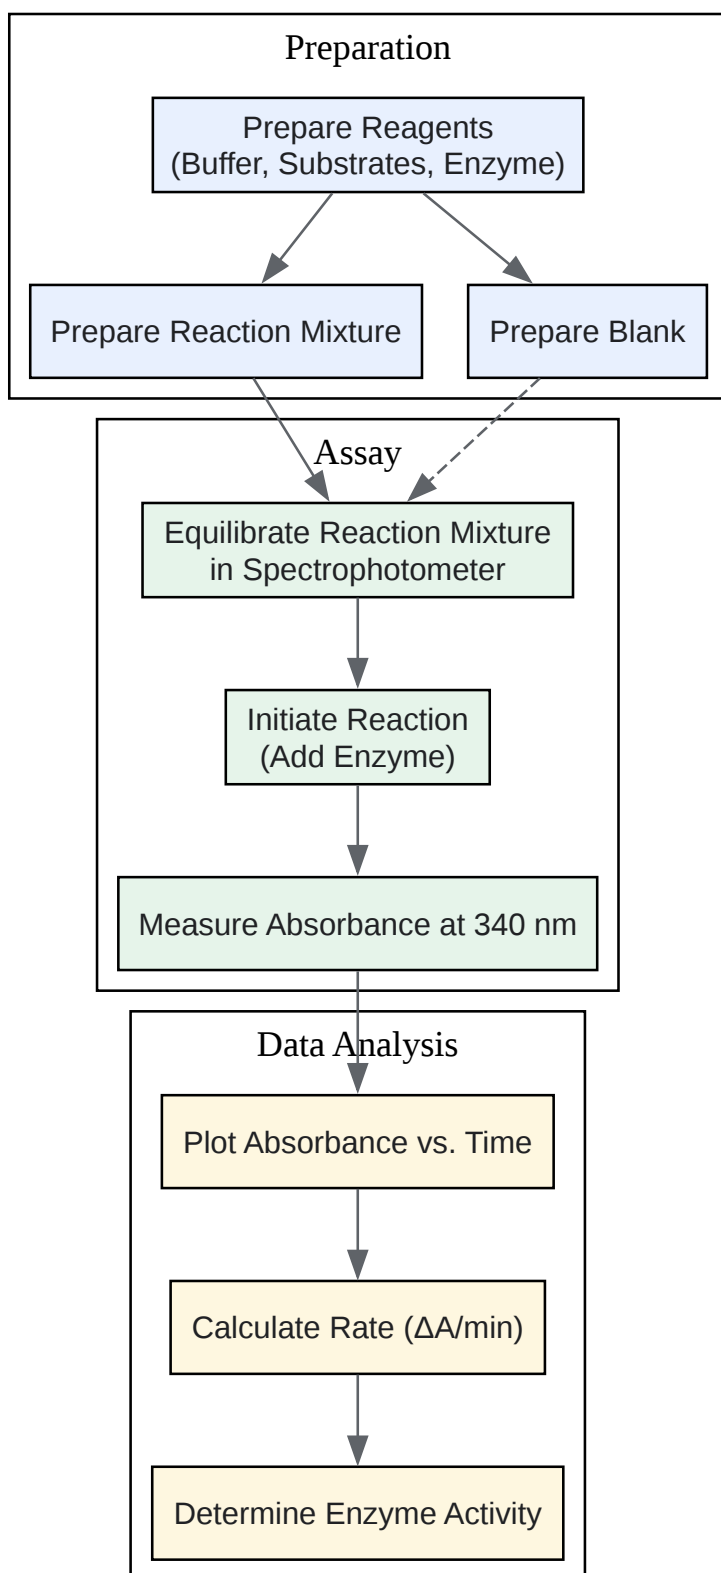 Preparation
Prepare Reagents
(Buffer, Substrates, Enzyme)
Prepare Reaction Mixture
Prepare Blank
Assay
Equilibrate Reaction Mixture
in Spectrophotometer
Initiate Reaction
(Add Enzyme)
Measure Absorbance at 340 nm
Data Analysis
Plot Absorbance vs. Time
Calculate Rate (ΔA/min)
Determine Enzyme Activity